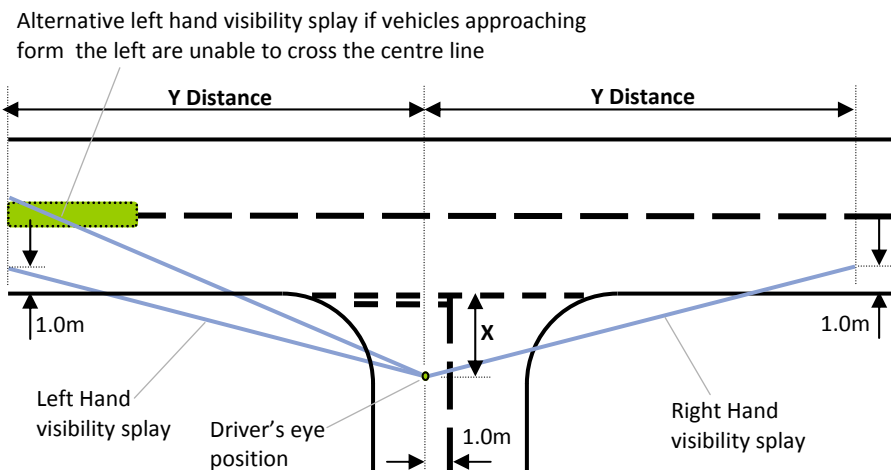 Alternative left hand visibility splay if vehicles approaching
form the left are unable to cross the centre line
Y Distance
Y Distance
X
1.0m
1.0m
Left Hand
visibility splay
Driver's eye
position
1.0m
Right Hand
visibility splay